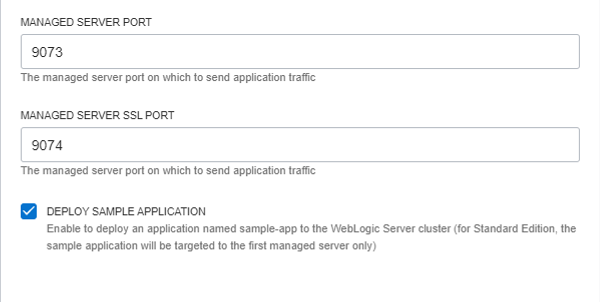 MANAGED SERVER PORT
9073
The managed server port on which to send application traffic
MANAGED SERVER SSL PORT
9074
The managed server port on which to send application traffic
DEPLOY SAMPLE APPLICATION
Enable to deploy an application named sample-app to the WebLogic Server cluster (for Standard Edition, the
sample application will be targeted to the first managed server only)